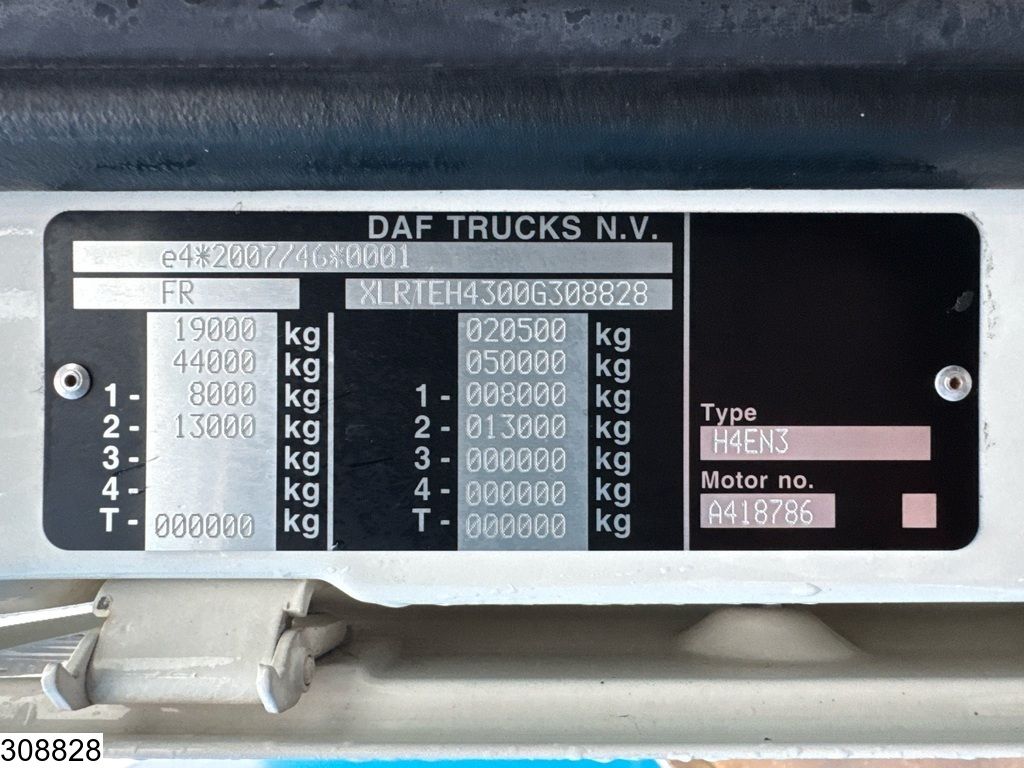 DAF TRUCKS N.V.
e4*2007/46*0001
FR XLRTEH4300G308828
19000 kg 020500 kg
44000 kg 050000 kg
1 - 8000 kg 1 - 008000 kg
2 - 13000 kg 2 - 013000 kg
3 - kg 3 - 000000 kg
4 - kg 4 - 000000 kg
T - 000000 kg T - 000000 kg
Type
H4EN3
Motor no.
A418786
308828